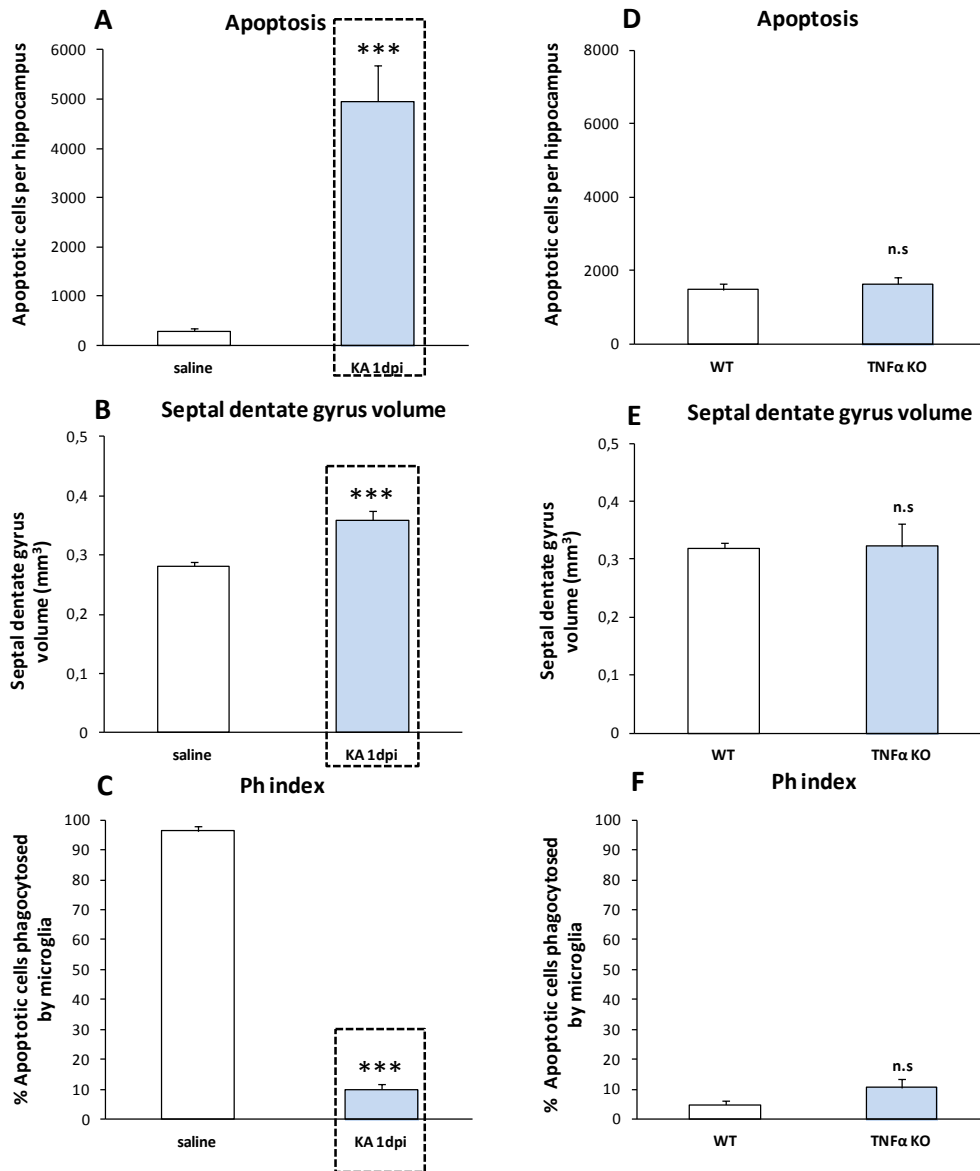 A
Apoptosis
Apoptotic cells per hippocampus
6000
5000
4000
3000
2000
1000
0
***
saline
KA 1dpi
D
Apoptosis
Apoptotic cells per hippocampus
8000
6000
4000
2000
0
n.s
WT
TNFα KO
B
Septal dentate gyrus volume
Septal dentate gyrus
volume (mm³)
0,5
0,4
0,3
0,2
0,1
0
***
saline
KA 1dpi
E
Septal dentate gyrus volume
Septal dentate gyrus
volume (mm³)
0,5
0,4
0,3
0,2
0,1
0
n.s
WT
TNFα KO
C
Ph index
% Apoptotic cells phagocytosed
by microglia
100
90
80
70
60
50
40
30
20
10
0
***
saline
KA 1dpi
F
Ph index
% Apoptotic cells phagocytosed
by microglia
100
90
80
70
60
50
40
30
20
10
0
n.s
WT
TNFα KO